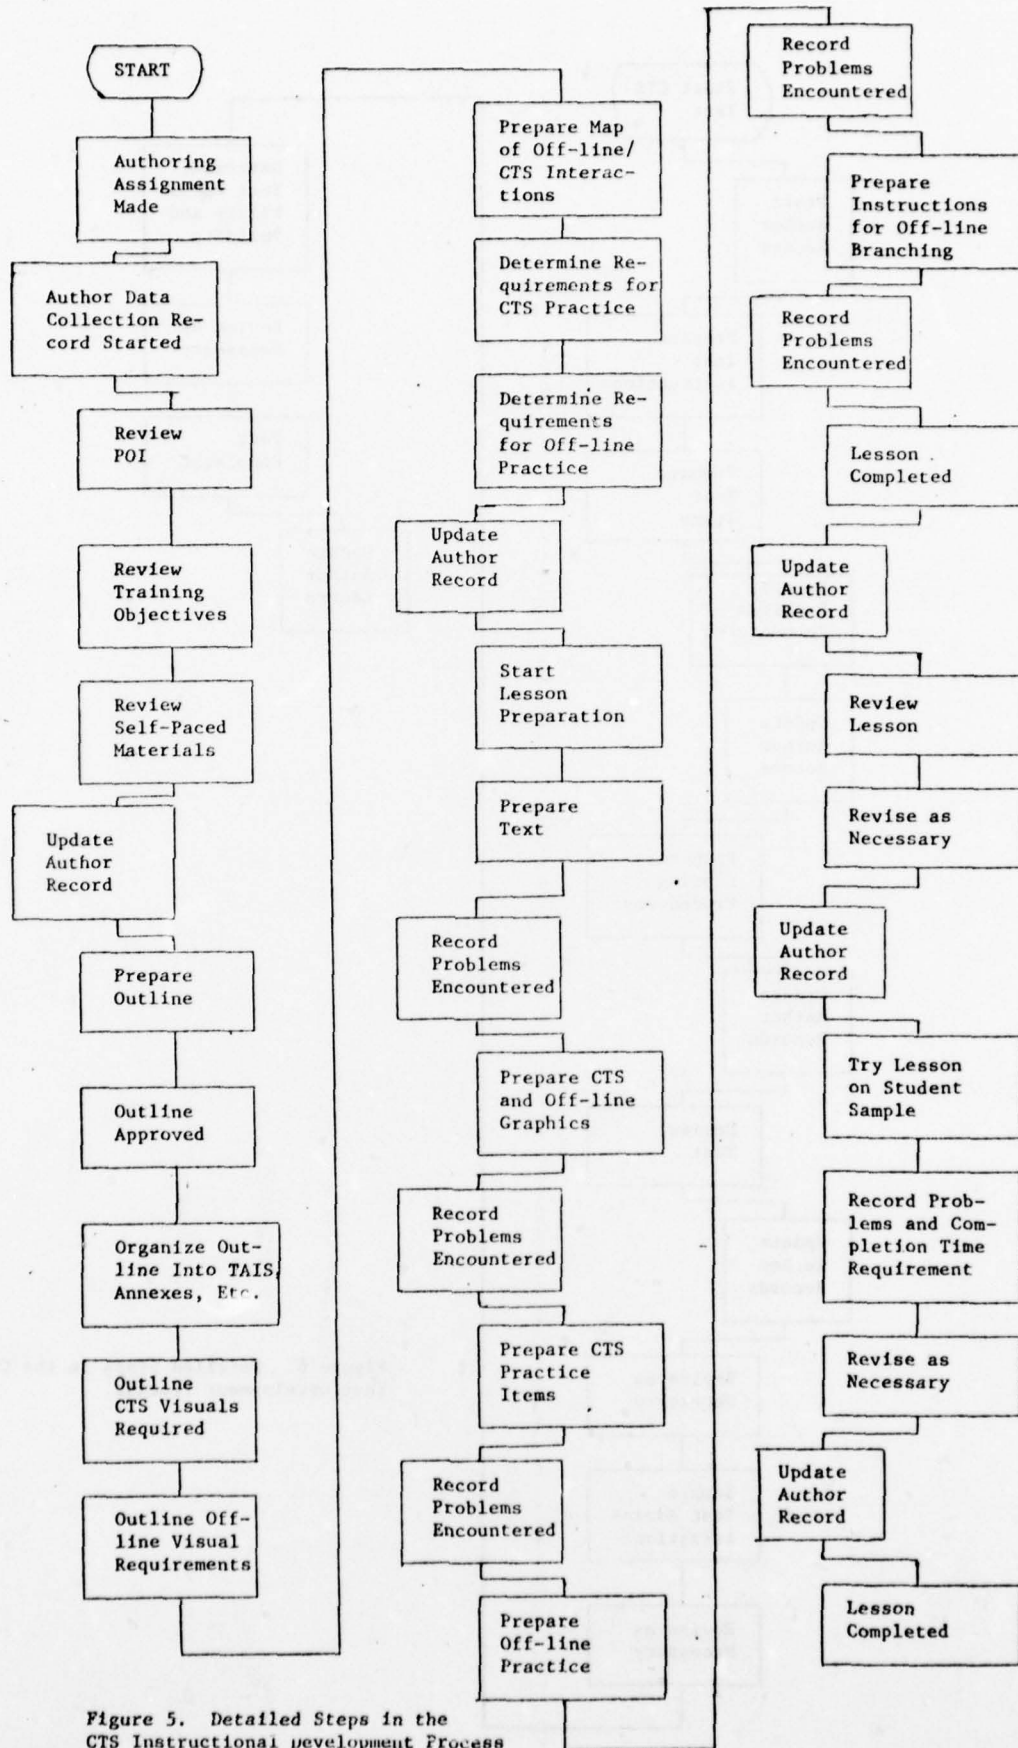 START
Authoring
Assignment
Made
Author Data
Collection Re-
cord Started
Review
POI
Review
Training
Objectives
Review
Self-Paced
Materials
Update
Author
Record
Prepare
Outline
Outline
Approved
Organize Out-
line Into TAIS,
Annexes, Etc.
Outline
CTS Visuals
Required
Outline Off-
line Visual
Requirements
Prepare Map
of Off-line/
CTS Interac-
tions
Determine Re-
quirements for
CTS Practice
Determine Re-
quirements
for Off-line
Practice
Update
Author
Record
Start
Lesson
Preparation
Prepare
Text
Record
Problems
Encountered
Prepare CTS
and Off-line
Graphics
Record
Problems
Encountered
Prepare CTS
Practice
Items
Record
Problems
Encountered
Prepare
Off-line
Practice
Record
Problems
Encountered
Prepare
Instructions
for Off-line
Branching
Record
Problems
Encountered
Lesson
Completed
Update
Author
Record
Review
Lesson
Revise as
Necessary
Update
Author
Record
Try Lesson
on Student
Sample
Record Prob-
lems and Com-
pletion Time
Requirement
Revise as
Necessary
Update
Author
Record
Lesson
Completed
Figure 5. Detailed Steps in the
CTS Instructional Development Process